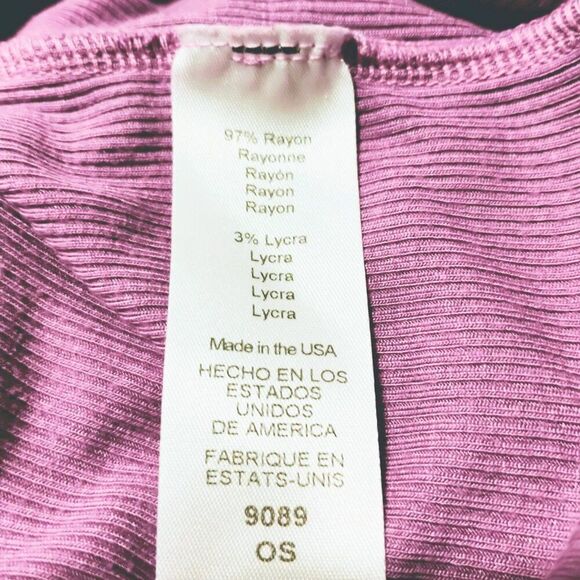 97% Rayon
Rayonne
Rayón
Rayon
Rayon
3% Lycra
Lycra
Lycra
Lycra
Lycra
Made in the USA
HECHO EN LOS
ESTADOS
UNIDOS
DE AMERICA
FABRIQUE EN
ESTATS-UNIS
9089
OS